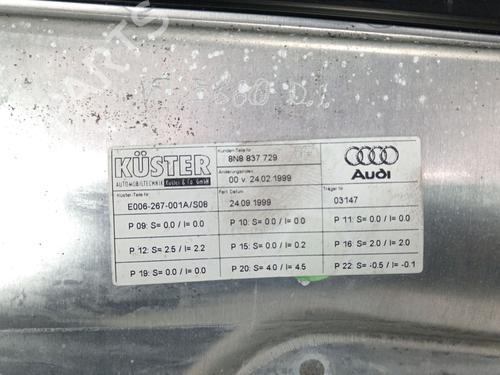 KÜSTER
AUTOMOBILTECHNIK Küster & Co. GmbH
Kunden-Teile-Nr
8N8 837 729
Änderungsindex
00 v. 24.02.1999
Audi
Küster-Teile-Nr
E006-267-001A/S08
Fert. Datum
24.09.1999
Träger Nr
03147
P 09: S= 0.0 / I= 0.0
P 10: S= 0.0 / I= 0.0
P 11: S= 0.0 / I= 0.0
P 12: S= 2.5 / I= 2.2
P 15: S= 0.0 / I= 0.2
P 16: S= 2.0 / I= 2.0
P 19: S= 0.0 / I= 0.0
P 20: S= 4.0 / I= 4.5
P 22: S= -0.5 / I= -0.1